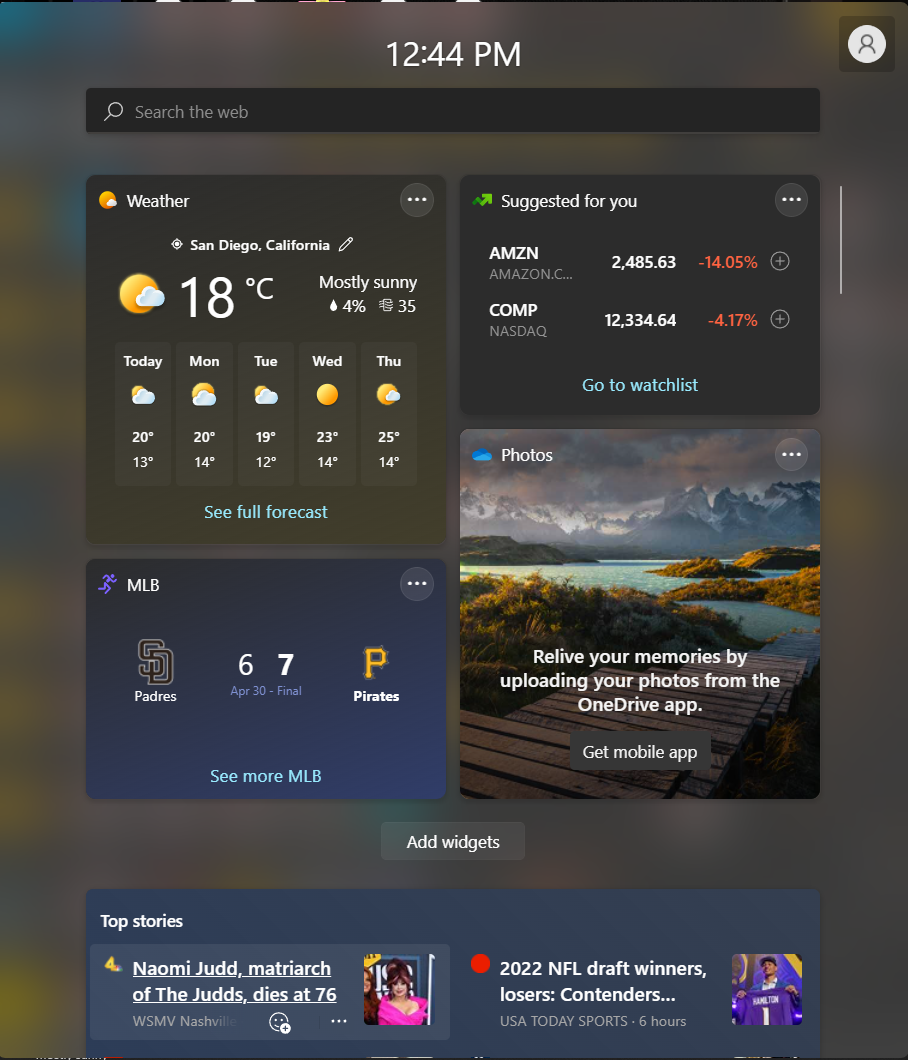 12:44 PM
Search the web
Weather
San Diego, California
18 °C
Mostly sunny
4% 35
Today Mon Tue Wed Thu
20° 20° 19° 23° 25°
13° 14° 12° 14° 14°
See full forecast
Suggested for you
AMZN
AMAZON.C...
2,485.63 -14.05%
COMP
NASDAQ
12,334.64 -4.17%
Go to watchlist
MLB
SD
Padres
6 7
Apr 30 - Final
P
Pirates
See more MLB
Photos
Relive your memories by
uploading your photos from the
OneDrive app.
Get mobile app
Add widgets
Top stories
Naomi Judd, matriarch
of The Judds, dies at 76
WSMV Nashville
2022 NFL draft winners,
losers: Contenders...
USA TODAY SPORTS · 6 hours
HAMILTON
1